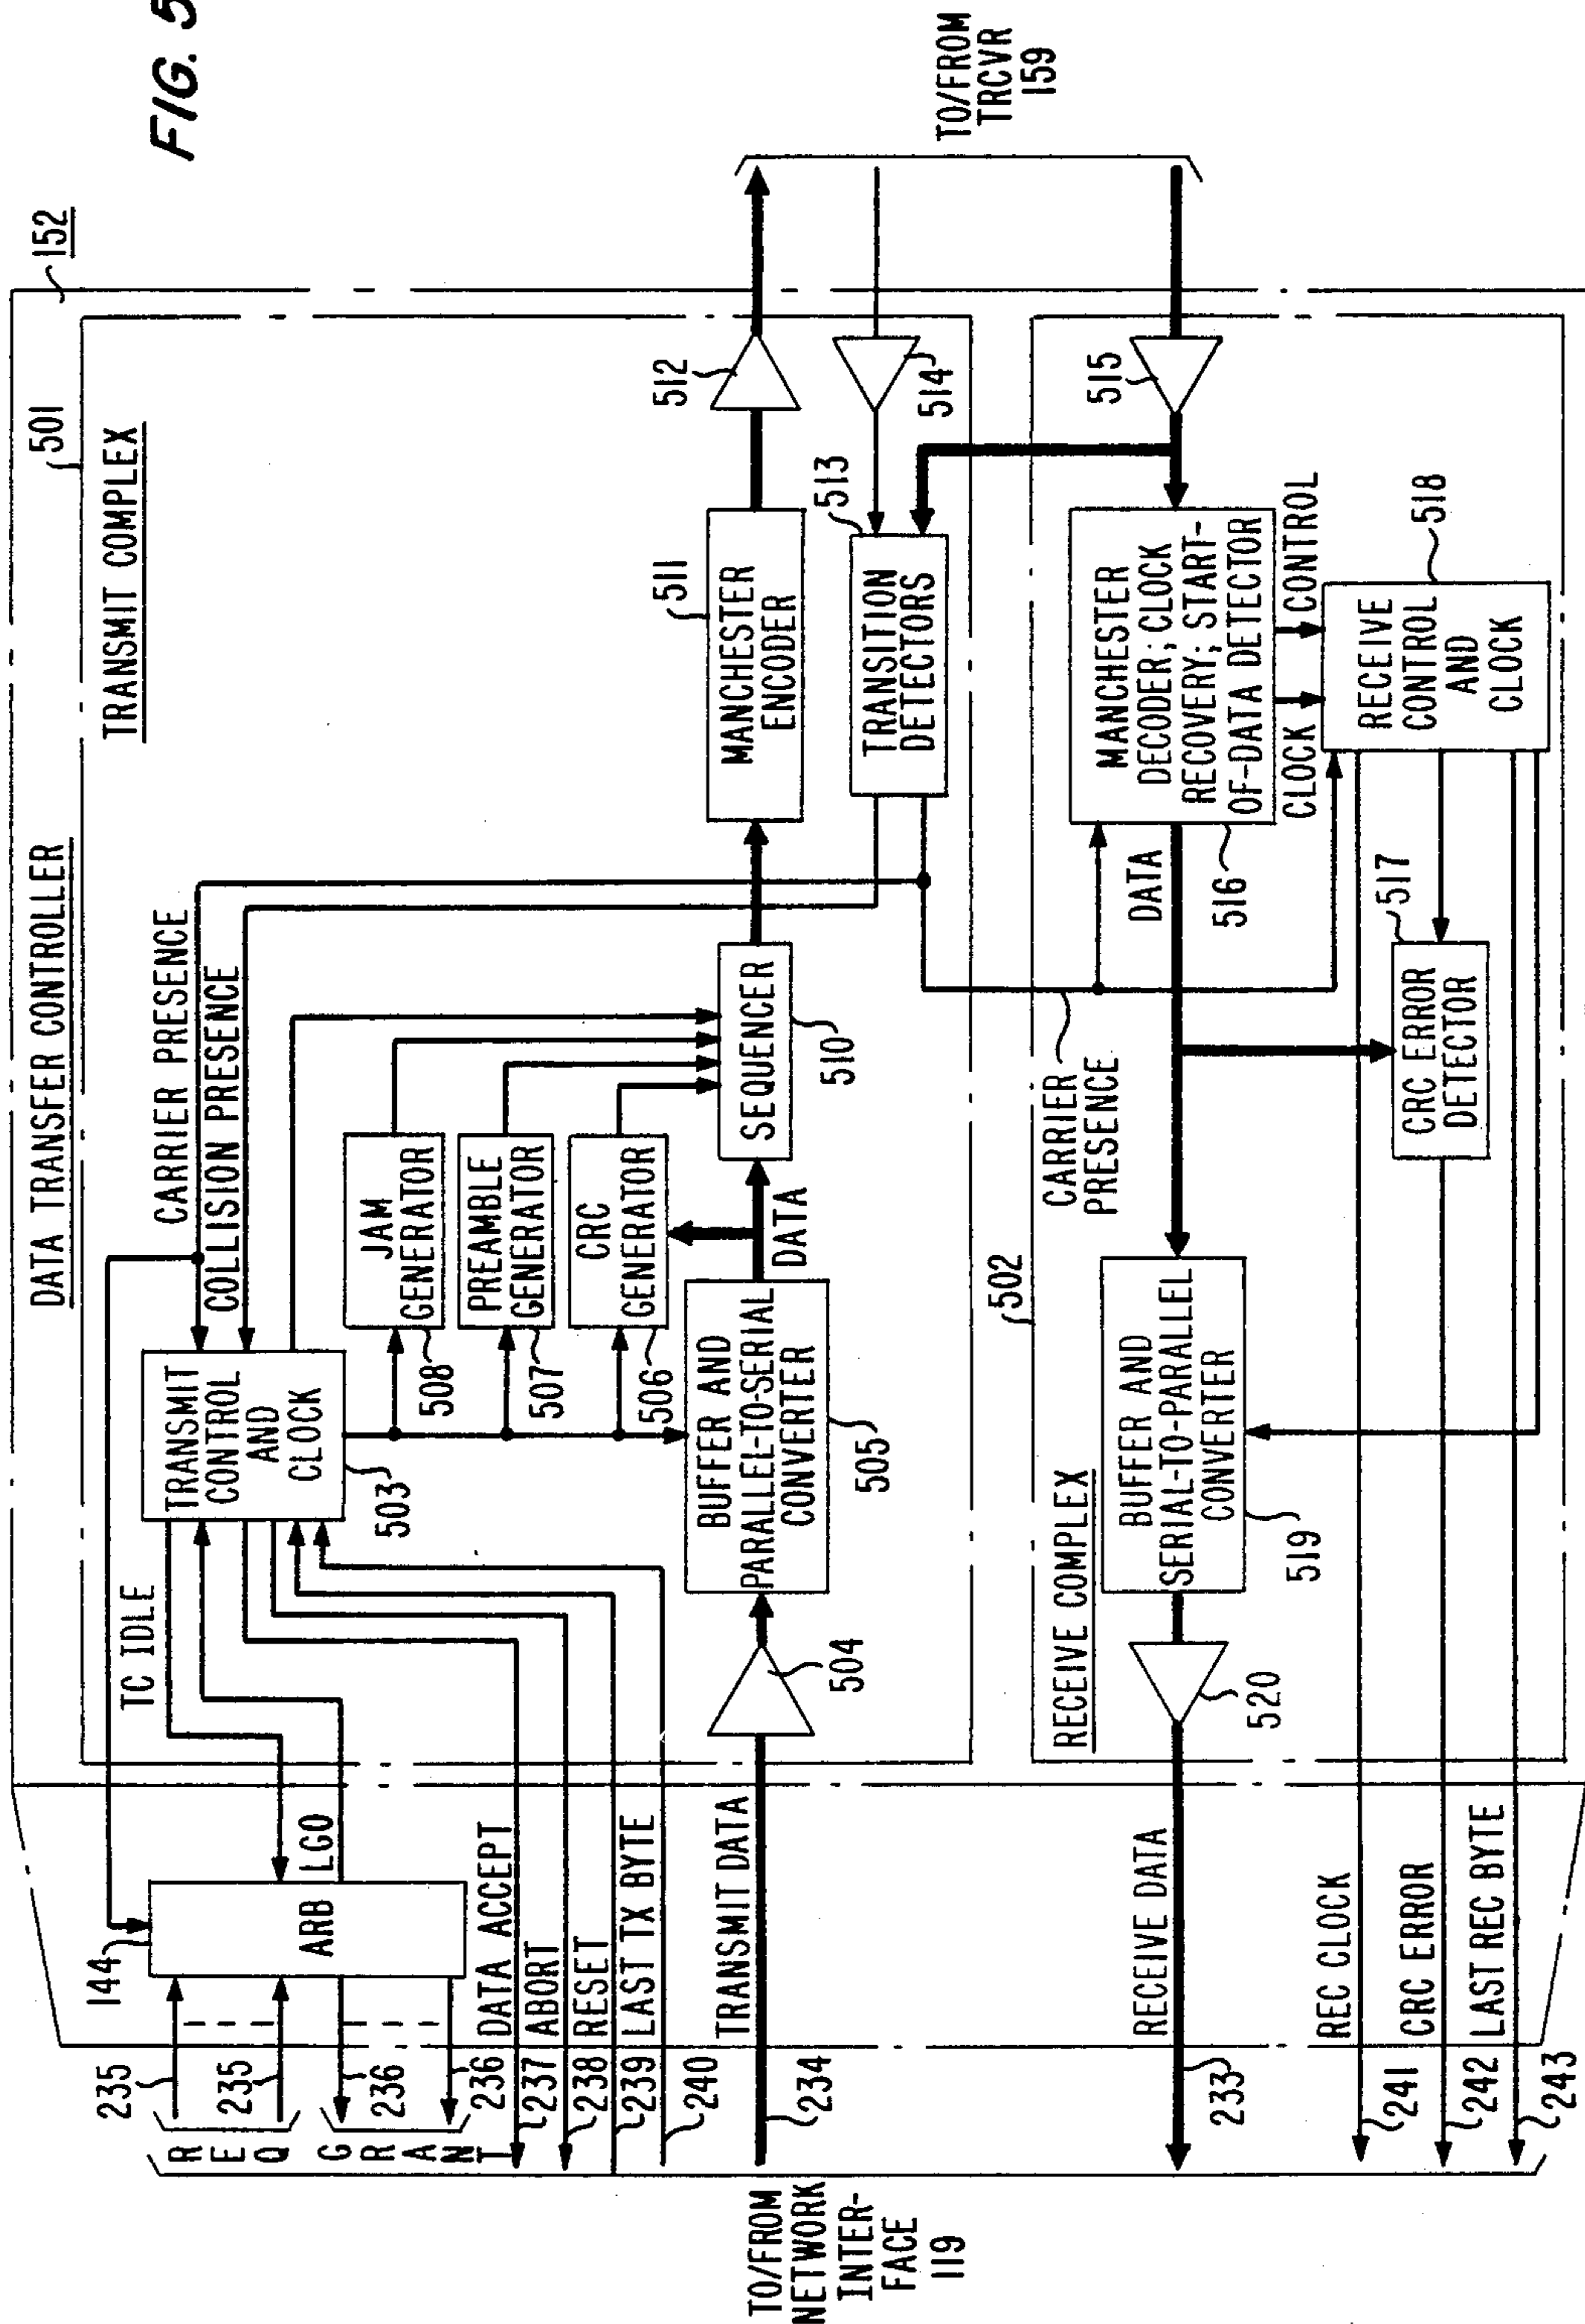 FIG. 5
152
DATA TRANSFER CONTROLLER
501
TRANSMIT COMPLEX
144
ARB
TC IDLE
LGO
TRANSMIT
CONTROL
AND
CLOCK
503
CARRIER PRESENCE
COLLISION PRESENCE
JAM
GENERATOR
508
PREAMBLE
GENERATOR
507
CRC
GENERATOR
506
235
235
236
236
R
E
Q
G
R
A
N
T
DATA ACCEPT
237
ABORT
238
RESET
239
LAST TX BYTE
240
TRANSMIT DATA
234
504
BUFFER AND
PARALLEL-TO-SERIAL
CONVERTER
505
DATA
SEQUENCER
510
511
MANCHESTER
ENCODER
512
513
TRANSITION
DETECTORS
514
TO/FROM
TRCVR
159
TO/FROM
NETWORK
INTER-
FACE
119
502
RECEIVE COMPLEX
CARRIER
PRESENCE
515
MANCHESTER
DECODER; CLOCK
RECOVERY; START-
OF-DATA DETECTOR
516
DATA
CLOCK
CONTROL
RECEIVE
CONTROL
AND
CLOCK
518
517
CRC ERROR
DETECTOR
BUFFER AND
SERIAL-TO-PARALLEL
CONVERTER
519
520
RECEIVE DATA
233
REC CLOCK
241
CRC ERROR
242
LAST REC BYTE
243